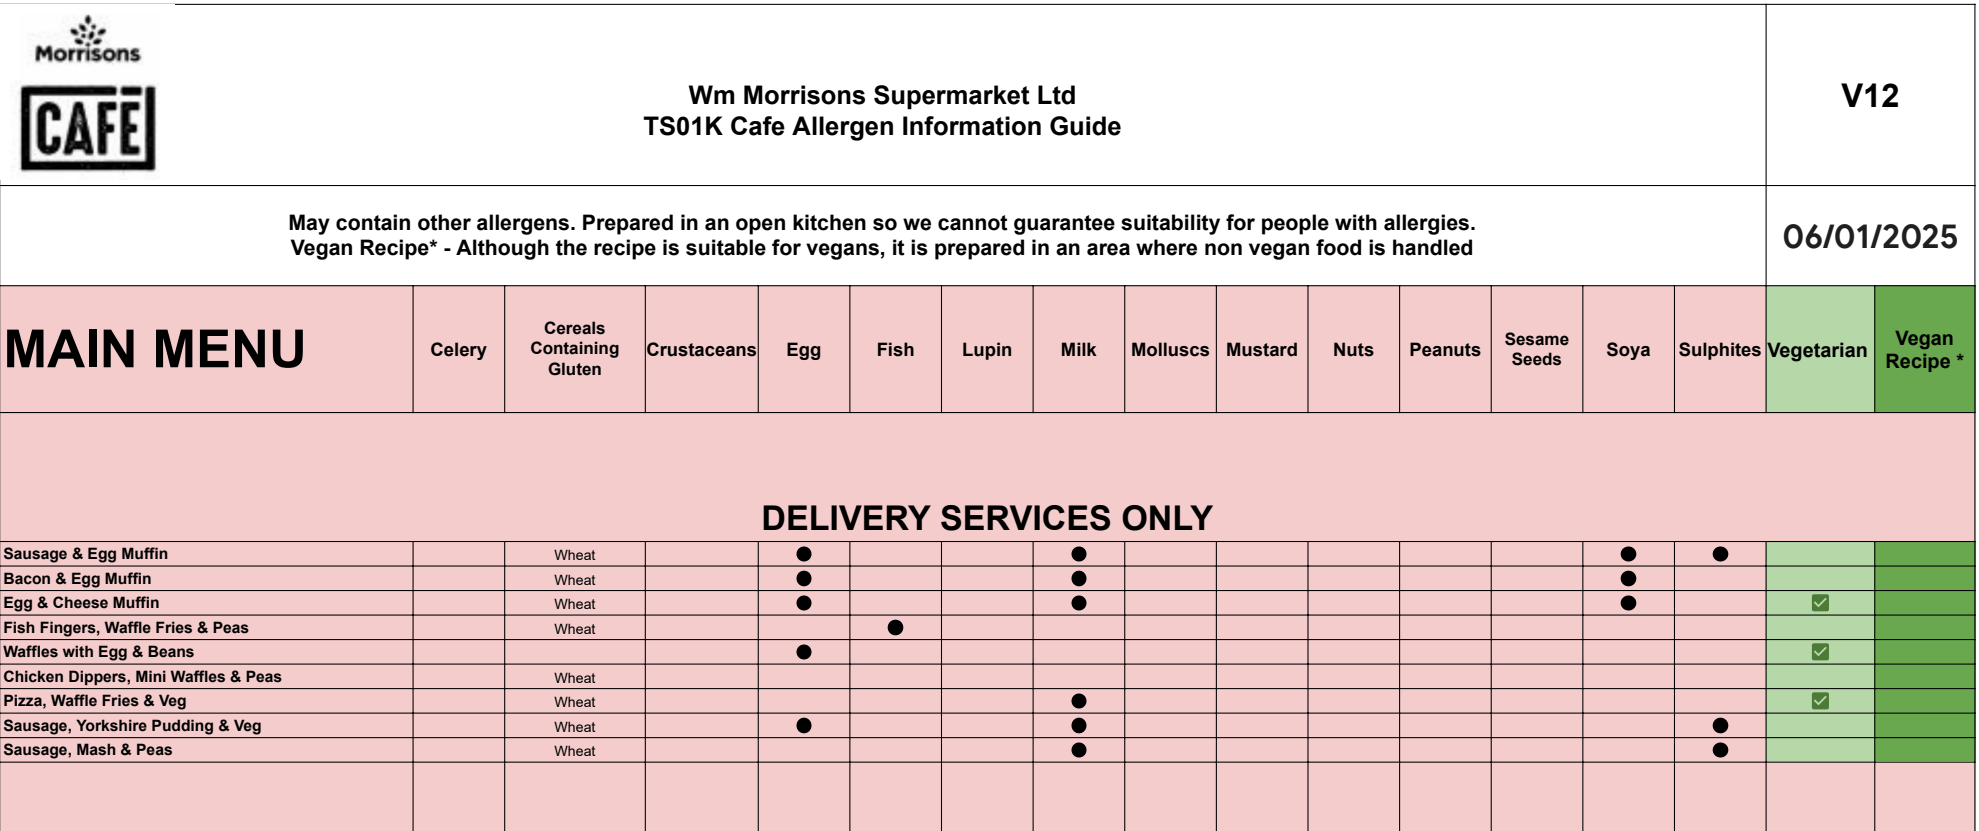 Morrisons
CAFÉ
Wm Morrisons Supermarket Ltd
TS01K Cafe Allergen Information Guide
V12
May contain other allergens. Prepared in an open kitchen so we cannot guarantee suitability for people with allergies.
Vegan Recipe* - Although the recipe is suitable for vegans, it is prepared in an area where non vegan food is handled
06/01/2025
MAIN MENU
Celery
Cereals
Containing
Gluten
Crustaceans
Egg
Fish
Lupin
Milk
Molluscs
Mustard
Nuts
Peanuts
Sesame
Seeds
Soya
Sulphites
Vegetarian
Vegan
Recipe *
DELIVERY SERVICES ONLY
Sausage & Egg Muffin Wheat ● ● ● ●
Bacon & Egg Muffin Wheat ● ● ●
Egg & Cheese Muffin Wheat ● ● ● ✓
Fish Fingers, Waffle Fries & Peas Wheat ●
Waffles with Egg & Beans ● ✓
Chicken Dippers, Mini Waffles & Peas Wheat
Pizza, Waffle Fries & Veg Wheat ● ✓
Sausage, Yorkshire Pudding & Veg Wheat ● ● ●
Sausage, Mash & Peas Wheat ● ●